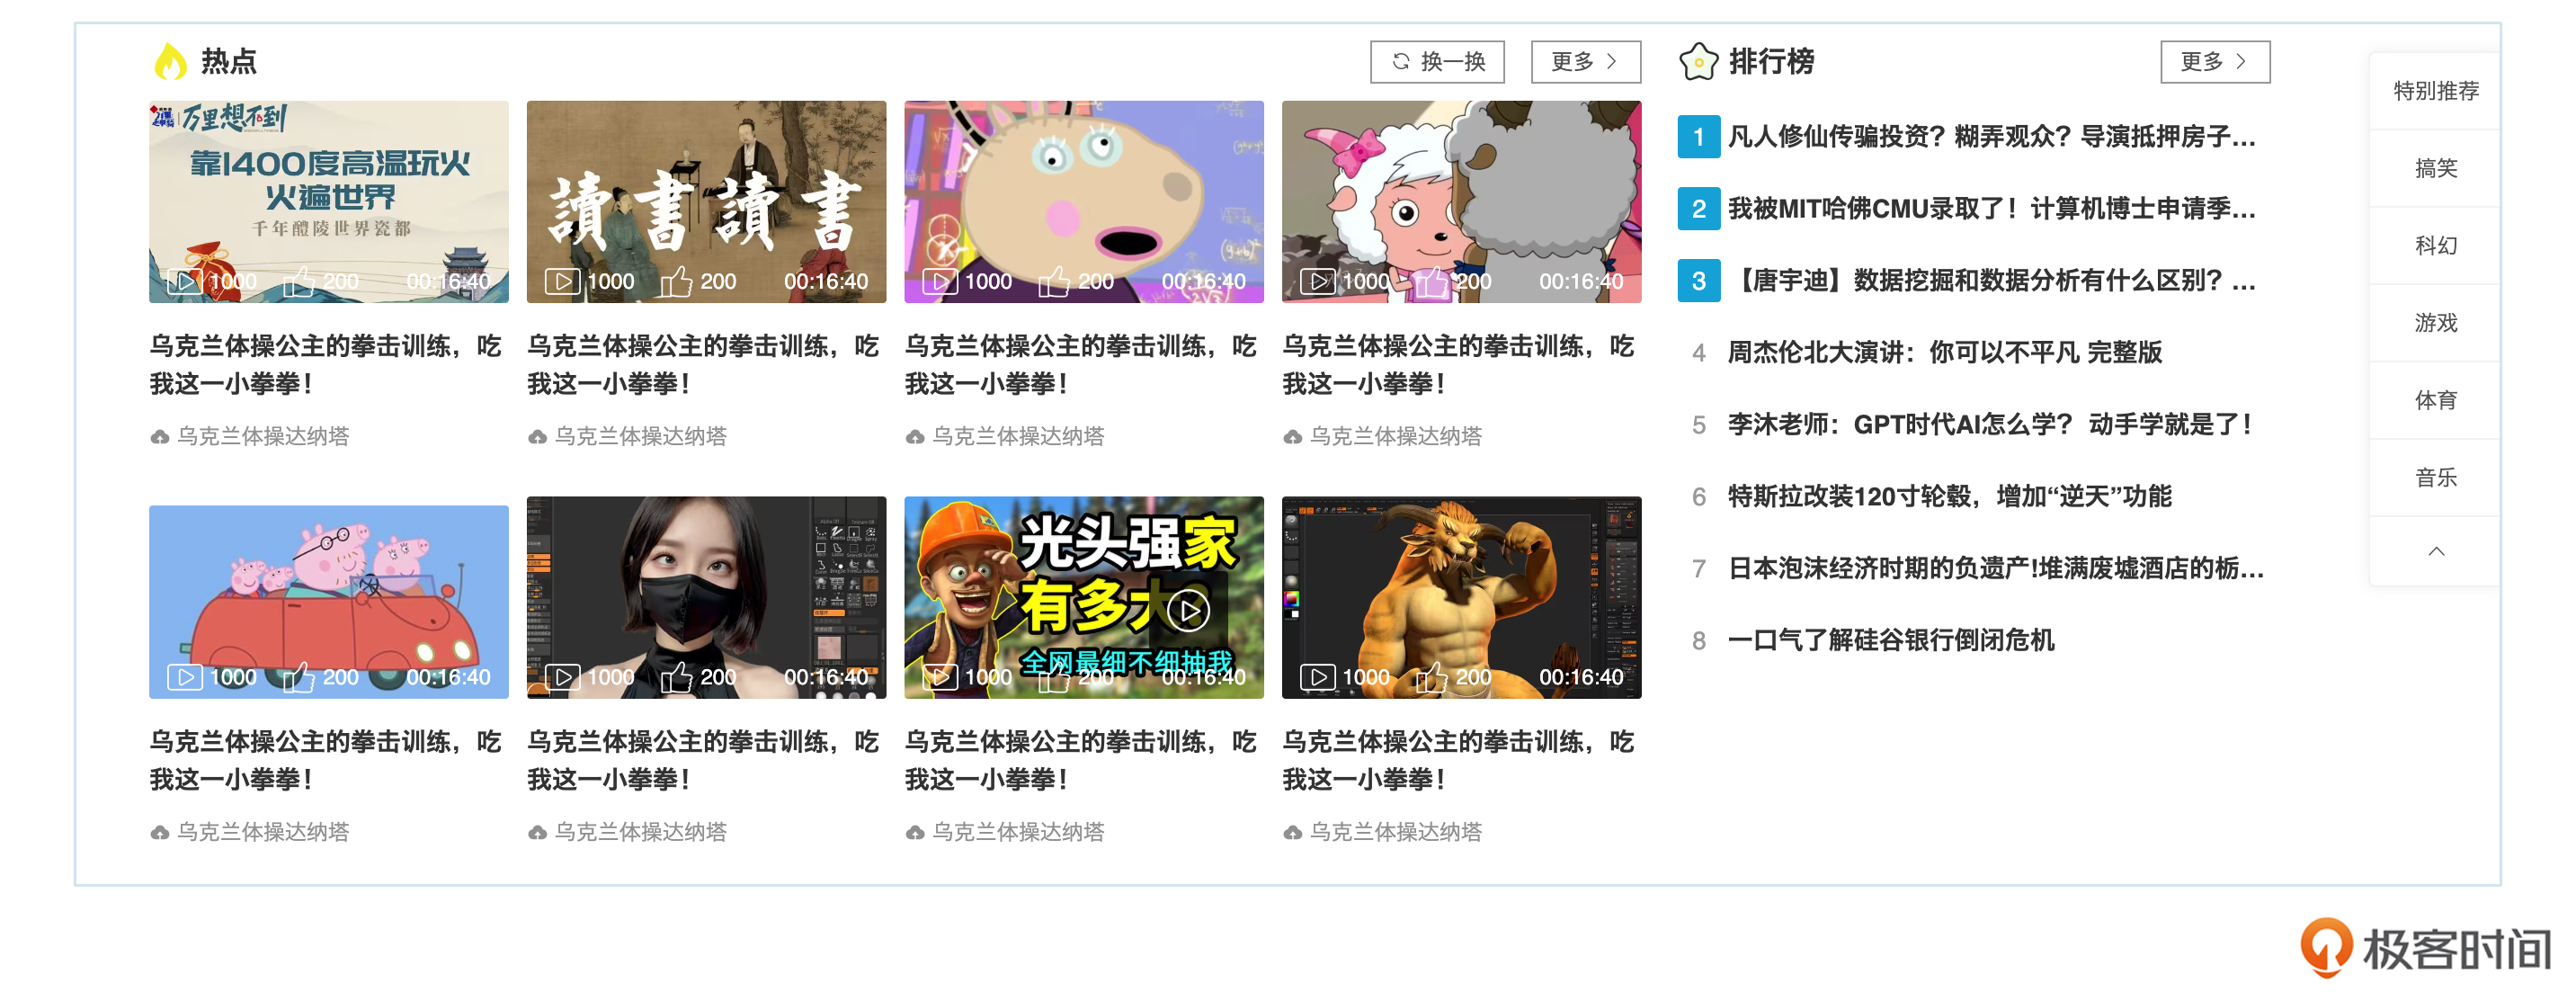 热点
换一换
更多
排行榜
更多
万里想不到
靠1400度高温玩火
火遍世界
千年醴陵世界瓷都
1000 200 00:16:40
讀書讀書
1000 200 00:16:40
1000 200 00:16:40
1000 200 00:16:40
乌克兰体操公主的拳击训练，吃
我这一小拳拳！
乌克兰体操达纳塔
乌克兰体操公主的拳击训练，吃
我这一小拳拳！
乌克兰体操达纳塔
乌克兰体操公主的拳击训练，吃
我这一小拳拳！
乌克兰体操达纳塔
乌克兰体操公主的拳击训练，吃
我这一小拳拳！
乌克兰体操达纳塔
1000 200 00:16:40
1000 200 00:16:40
光头强家
有多大
全网最细不细抽我
1000 200 00:16:40
1000 200 00:16:40
乌克兰体操公主的拳击训练，吃
我这一小拳拳！
乌克兰体操达纳塔
乌克兰体操公主的拳击训练，吃
我这一小拳拳！
乌克兰体操达纳塔
乌克兰体操公主的拳击训练，吃
我这一小拳拳！
乌克兰体操达纳塔
乌克兰体操公主的拳击训练，吃
我这一小拳拳！
乌克兰体操达纳塔
1 凡人修仙传骗投资？糊弄观众？导演抵押房子...
2 我被MIT哈佛CMU录取了！计算机博士申请季...
3 【唐宇迪】数据挖掘和数据分析有什么区别？...
4 周杰伦北大演讲：你可以不平凡 完整版
5 李沐老师：GPT时代AI怎么学？ 动手学就是了！
6 特斯拉改装120寸轮毂，增加“逆天”功能
7 日本泡沫经济时期的负遗产!堆满废墟酒店的栃...
8 一口气了解硅谷银行倒闭危机
特别推荐
搞笑
科幻
游戏
体育
音乐
极客时间